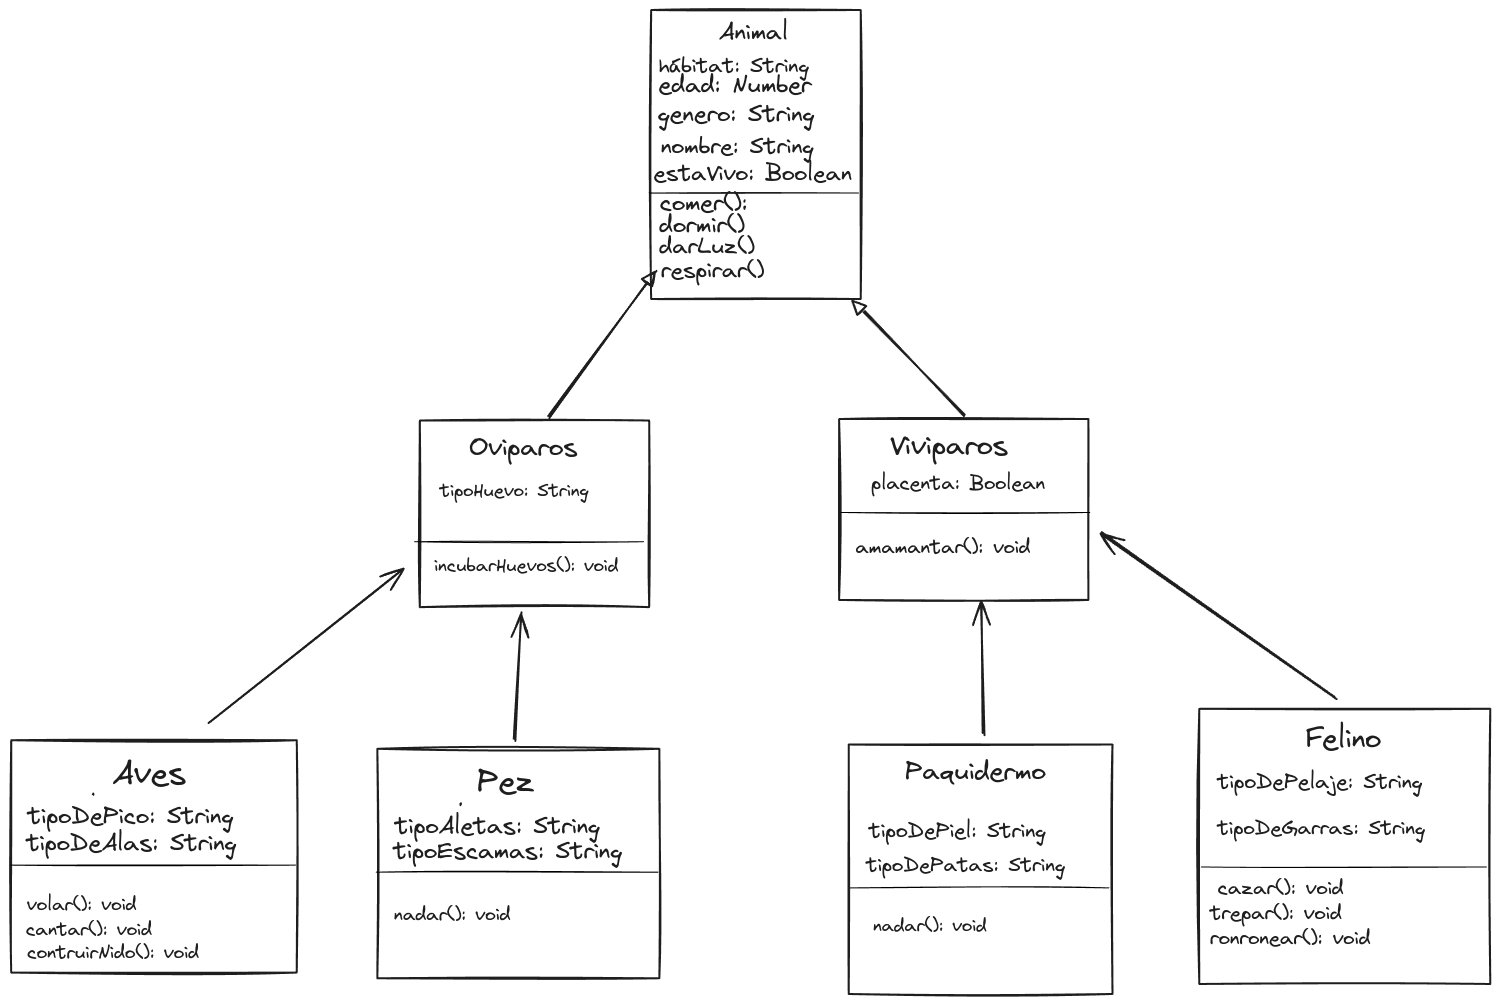 Animal
hábitat: String
edad: Number
genero: String
nombre: String
estaVivo: Boolean
comer():
dormir()
darLuz()
respirar()
Oviparos
tipoHuevo: String
incubarHuevos(): void
Viviparos
placenta: Boolean
amamantar(): void
Aves
tipoDePico: String
tipoDeAlas: String
volar(): void
cantar(): void
contruirNido(): void
Pez
tipoAletas: String
tipoEscamas: String
nadar(): void
Paquidermo
tipoDePiel: String
tipoDePatas: String
nadar(): void
Felino
tipoDePelaje: String
tipoDeGarras: String
cazar(): void
trepar(): void
ronronear(): void